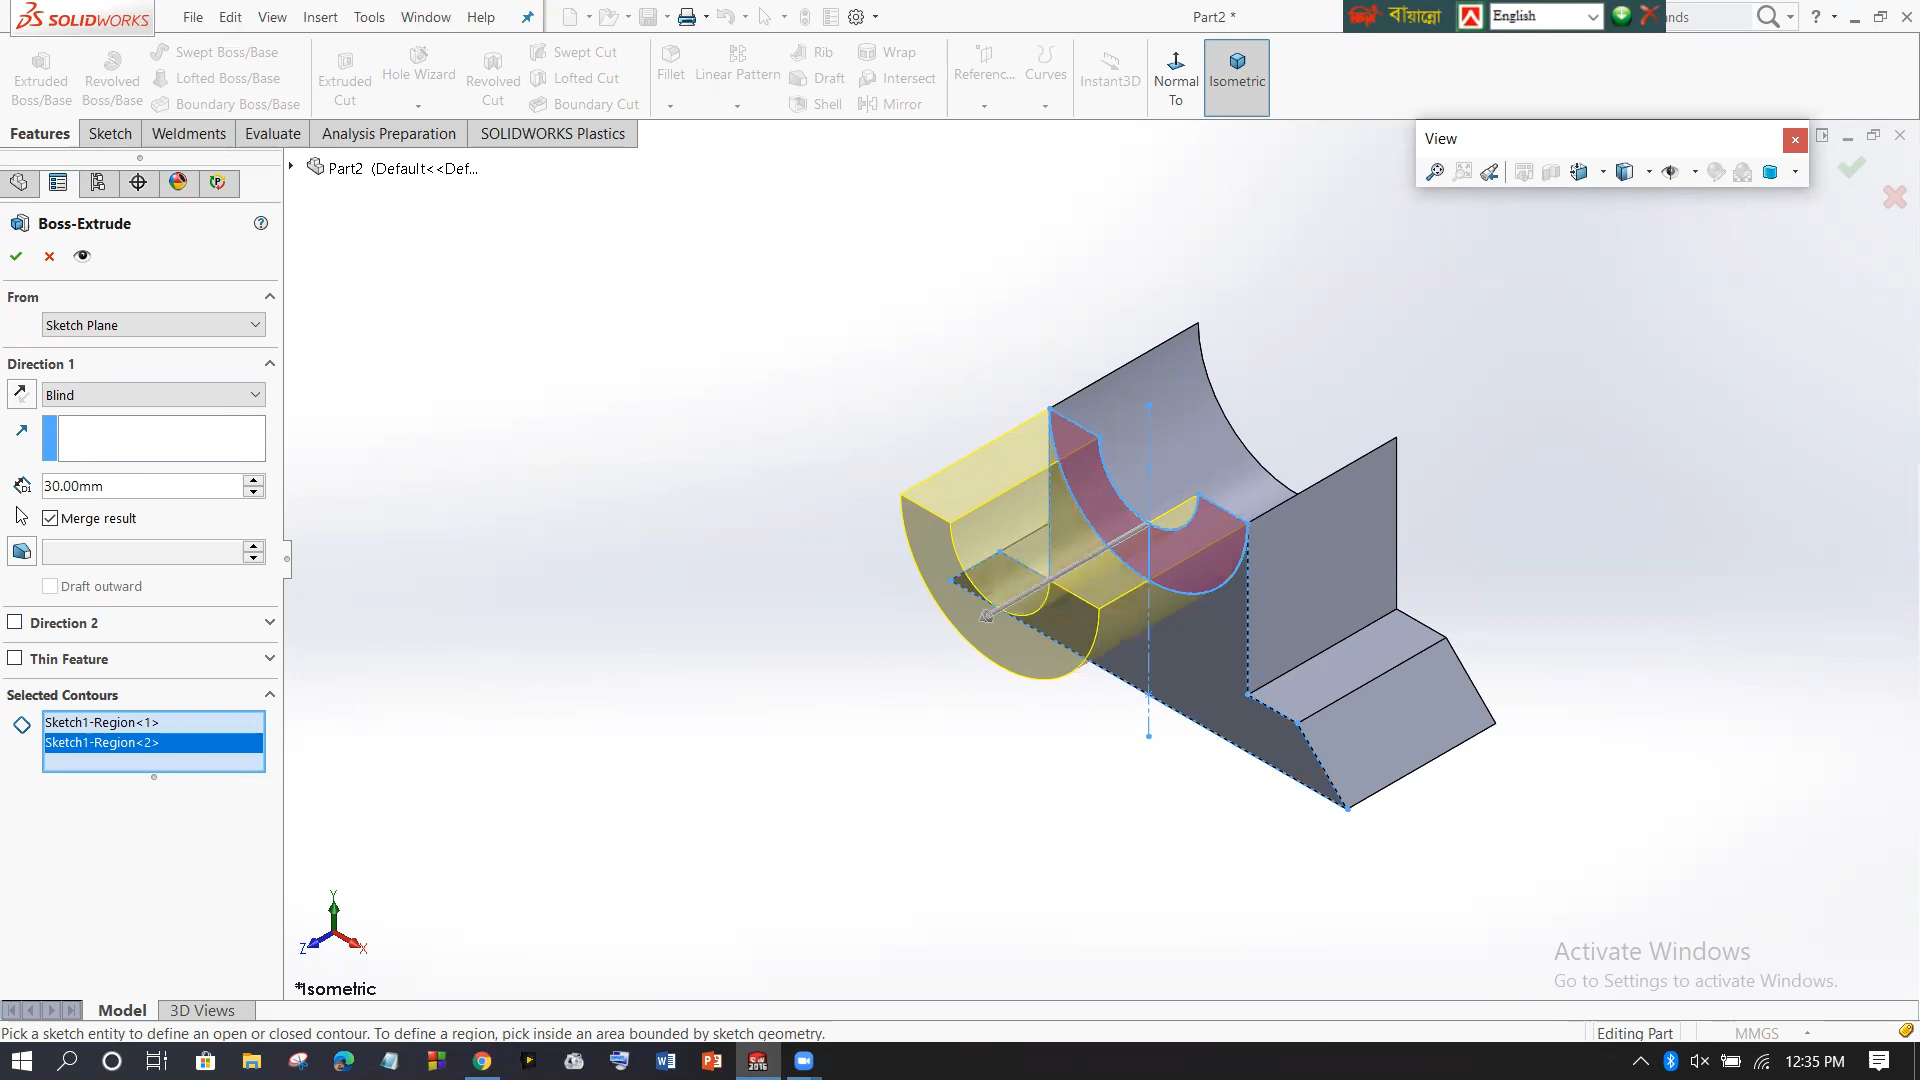 SOLIDWORKS File Edit View Insert Tools Window Help Part2 * বায়ান্নো English nds ?
Extruded Boss/Base
Revolved Boss/Base
Swept Boss/Base
Lofted Boss/Base
Boundary Boss/Base
Extruded Cut
Hole Wizard
Revolved Cut
Swept Cut
Lofted Cut
Boundary Cut
Fillet
Linear Pattern
Rib
Draft
Shell
Wrap
Intersect
Mirror
Referenc...
Curves
Instant3D
Normal To
Isometric
Features Sketch Weldments Evaluate Analysis Preparation SOLIDWORKS Plastics
View
Part2 (Default<<Def...
Boss-Extrude
From
Sketch Plane
Direction 1
Blind
30.00mm
Merge result
Draft outward
Direction 2
Thin Feature
Selected Contours
Sketch1-Region<1>
Sketch1-Region<2>
Y
Z
X
*Isometric
Activate Windows
Go to Settings to activate Windows.
Model 3D Views
Pick a sketch entity to define an open or closed contour. To define a region, pick inside an area bounded by sketch geometry. Editing Part MMGS
12:35 PM